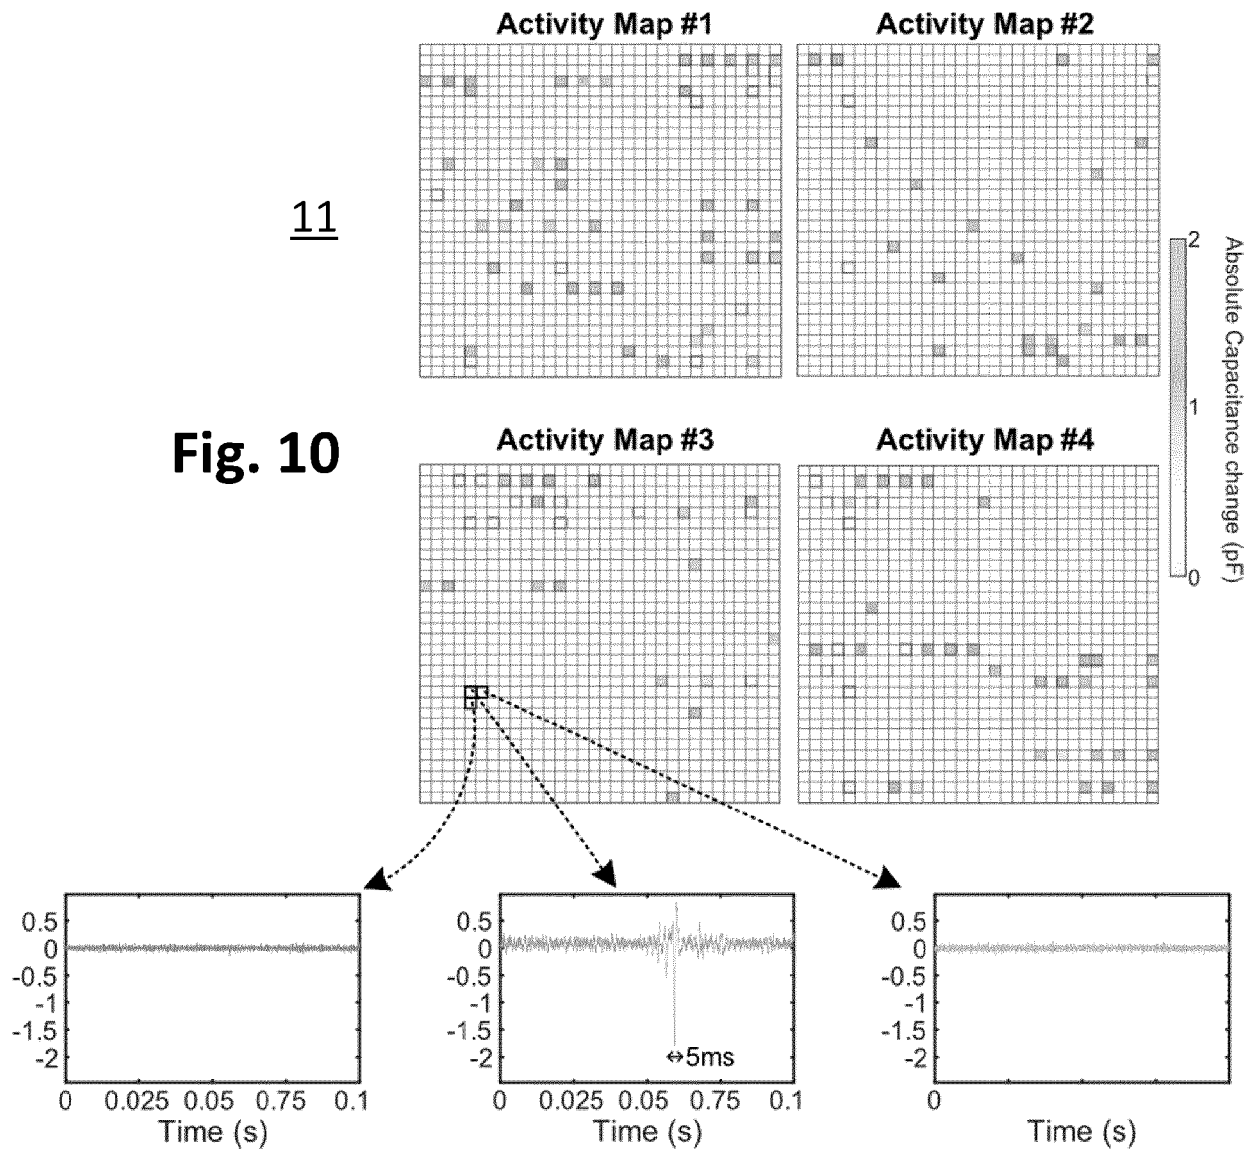 Activity Map #1
Activity Map #2
11
2
1
0
Absolute Capacitance change (pF)
Fig. 10
Activity Map #3
Activity Map #4
0.5
0
-0.5
-1
-1.5
-2
0 0.025 0.05 0.75 0.1
Time (s)
0.5
0
-0.5
-1
-1.5
-2
5ms
0 0.025 0.05 0.75 0.1
Time (s)
0.5
0
-0.5
-1
-1.5
-2
0
Time (s)